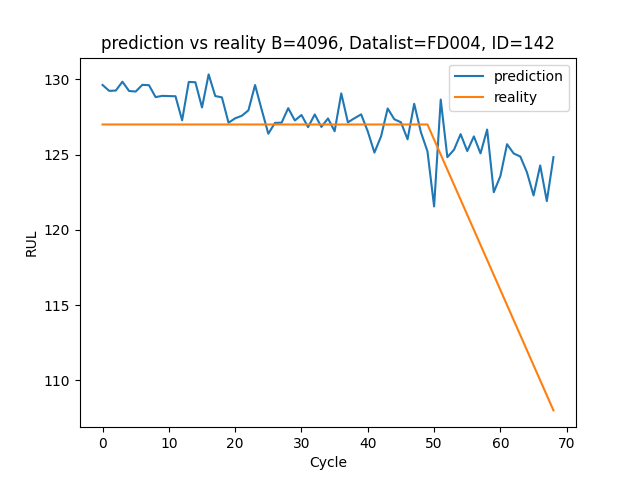 prediction vs reality B=4096, Datalist=FD004, ID=142
prediction
reality
130
125
120
115
110
RUL
0 10 20 30 40 50 60 70
Cycle